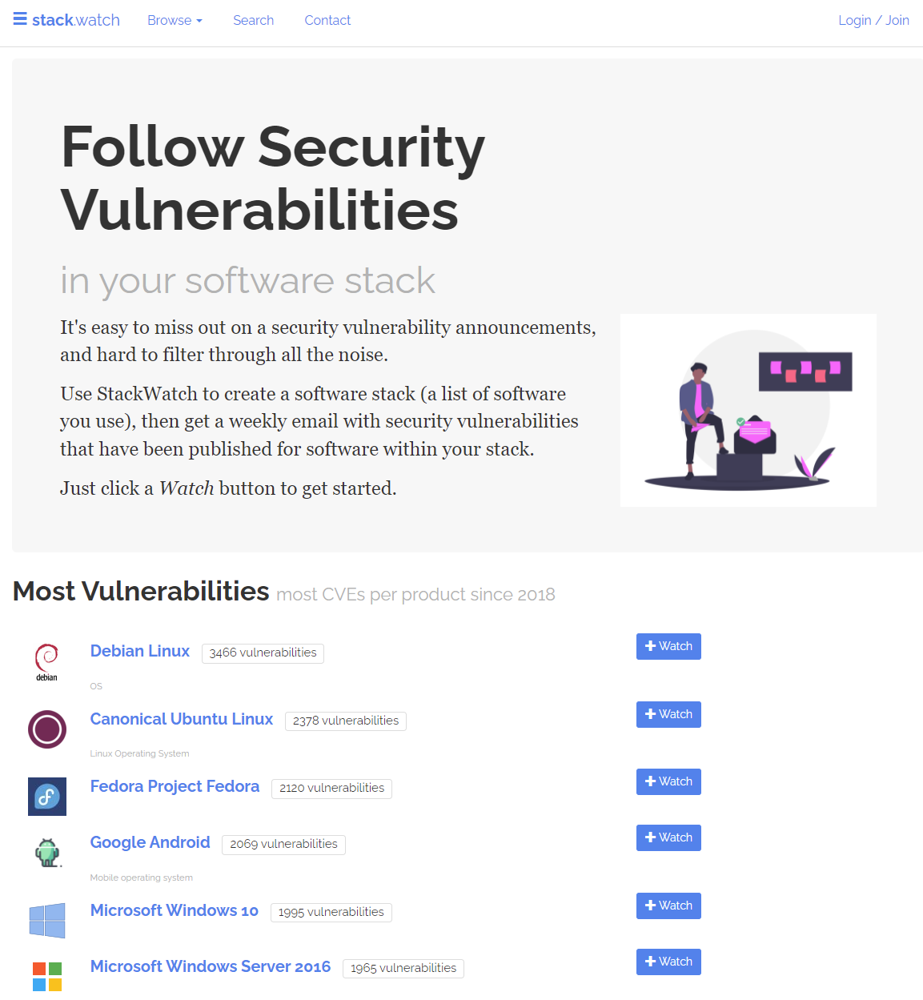 stack.watch Browse Search Contact Login / Join
Follow Security
Vulnerabilities
in your software stack
It's easy to miss out on a security vulnerability announcements,
and hard to filter through all the noise.
Use StackWatch to create a software stack (a list of software
you use), then get a weekly email with security vulnerabilities
that have been published for software within your stack.
Just click a Watch button to get started.
Most Vulnerabilities most CVEs per product since 2018
debian
Debian Linux 3466 vulnerabilities Watch
OS
Canonical Ubuntu Linux 2378 vulnerabilities Watch
Linux Operating System
Fedora Project Fedora 2120 vulnerabilities Watch
Google Android 2069 vulnerabilities Watch
Mobile operating system
Microsoft Windows 10 1995 vulnerabilities Watch
Microsoft Windows Server 2016 1965 vulnerabilities Watch